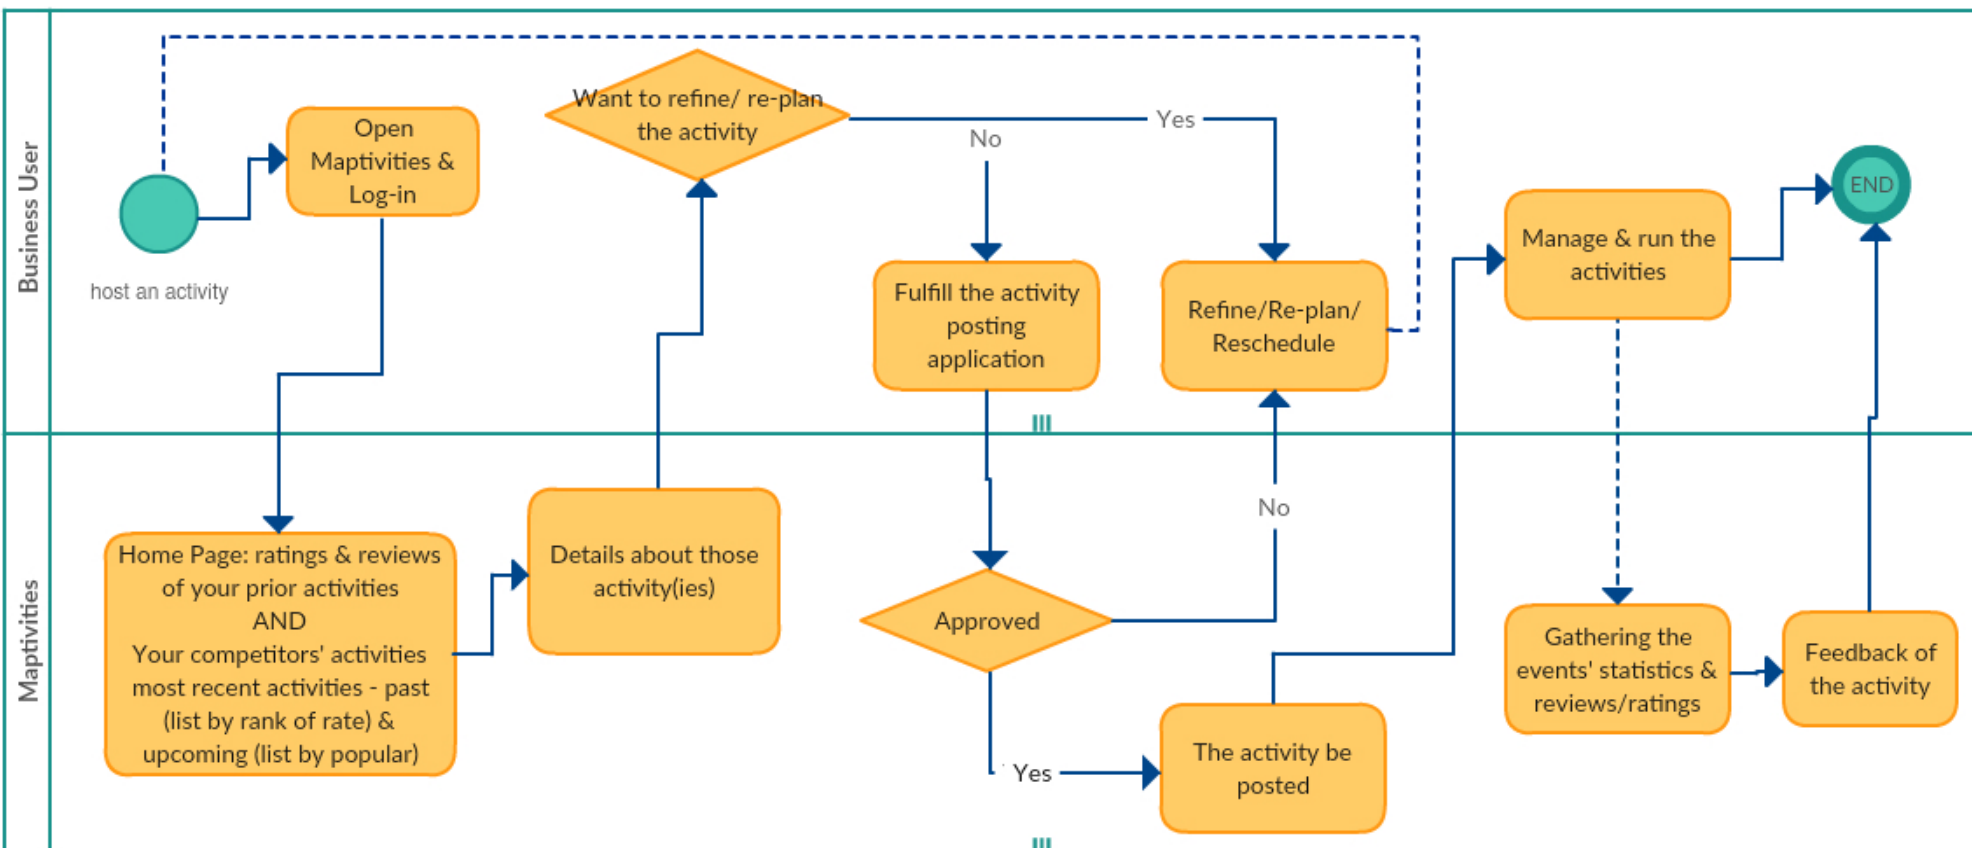 Business User
host an activity
Open
Maptivities &
Log-in
Want to refine/ re-plan
the activity
No
Yes
Fulfill the activity
posting
application
Refine/Re-plan/
Reschedule
Manage & run the
activities
END
Maptivities
Home Page: ratings & reviews
of your prior activities
AND
Your competitors' activities
most recent activities - past
(list by rank of rate) &
upcoming (list by popular)
Details about those
activity(ies)
Approved
No
Yes
The activity be
posted
Gathering the
events' statistics &
reviews/ratings
Feedback of
the activity